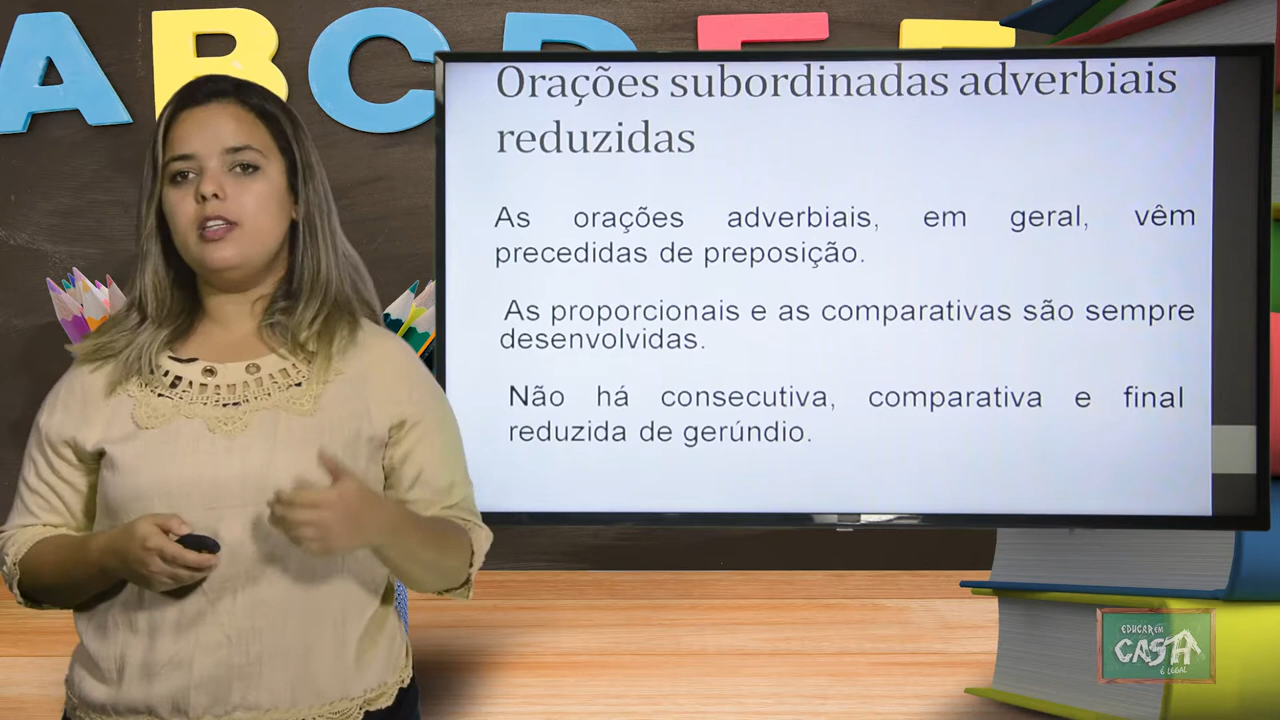 ABCDEF
Orações subordinadas adverbiais
reduzidas
As orações adverbiais, em geral, vêm
precedidas de preposição.
As proporcionais e as comparativas são sempre
desenvolvidas.
Não há consecutiva, comparativa e final
reduzida de gerúndio.
EDUCAR EM
CASA
É LEGAL